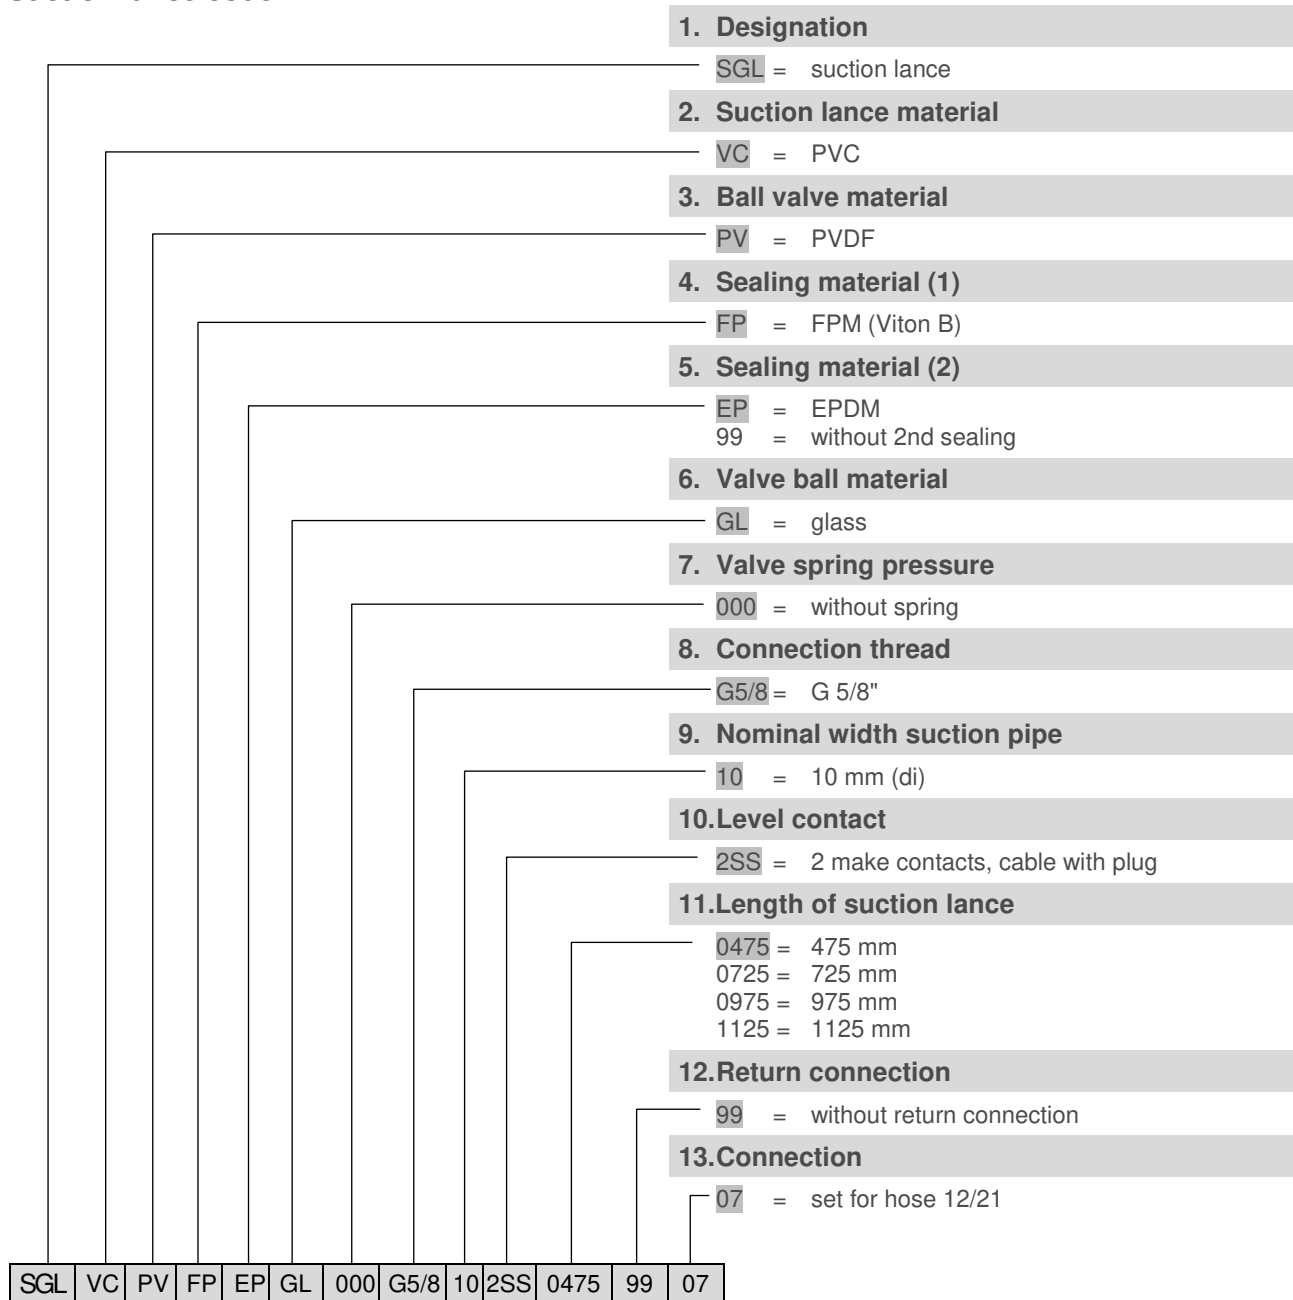 1. Designation
SGL = suction lance
2. Suction lance material
VC = PVC
3. Ball valve material
PV = PVDF
4. Sealing material (1)
FP = FPM (Viton B)
5. Sealing material (2)
EP = EPDM
99 = without 2nd sealing
6. Valve ball material
GL = glass
7. Valve spring pressure
000 = without spring
8. Connection thread
G5/8 = G 5/8"
9. Nominal width suction pipe
10 = 10 mm (di)
10.Level contact
2SS = 2 make contacts, cable with plug
11.Length of suction lance
0475 = 475 mm
0725 = 725 mm
0975 = 975 mm
1125 = 1125 mm
12.Return connection
99 = without return connection
13.Connection
07 = set for hose 12/21
SGL VC PV FP EP GL 000 G5/8 10 2SS 0475 99 07